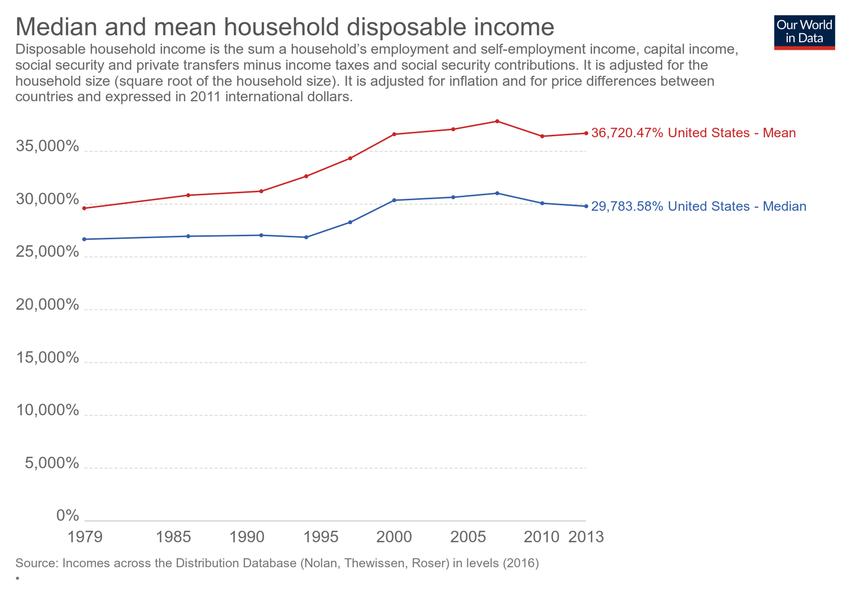 Median and mean household disposable income
Our World
in Data
Disposable household income is the sum a household's employment and self-employment income, capital income,
social security and private transfers minus income taxes and social security contributions. It is adjusted for the
household size (square root of the household size). It is adjusted for inflation and for price differences between
countries and expressed in 2011 international dollars.
35,000%
30,000%
25,000%
20,000%
15,000%
10,000%
5,000%
0%
36,720.47% United States - Mean
29,783.58% United States - Median
1979 1985 1990 1995 2000 2005 2010 2013
Source: Incomes across the Distribution Database (Nolan, Thewissen, Roser) in levels (2016)
•